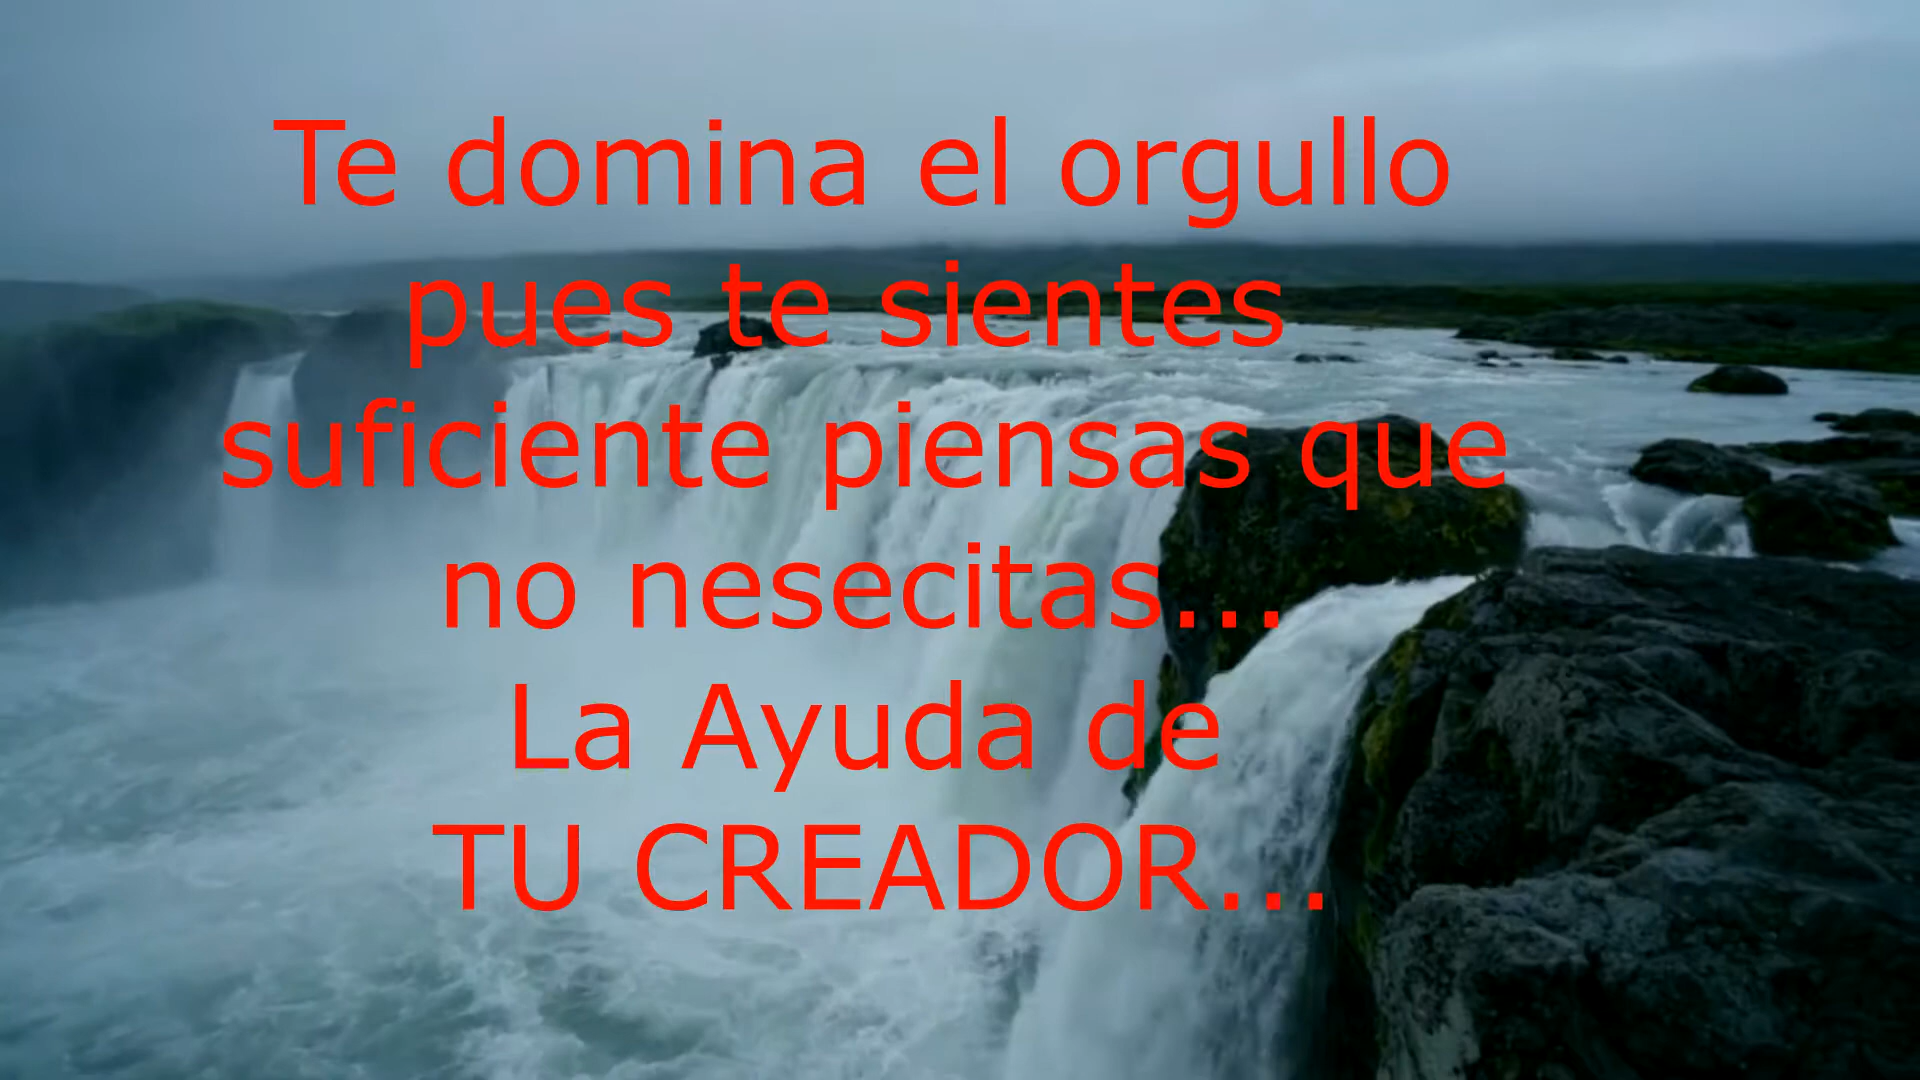 Te domina el orgullo
pues te sientes
suficiente piensas que
no nesecitas...
La Ayuda de
TU CREADOR...